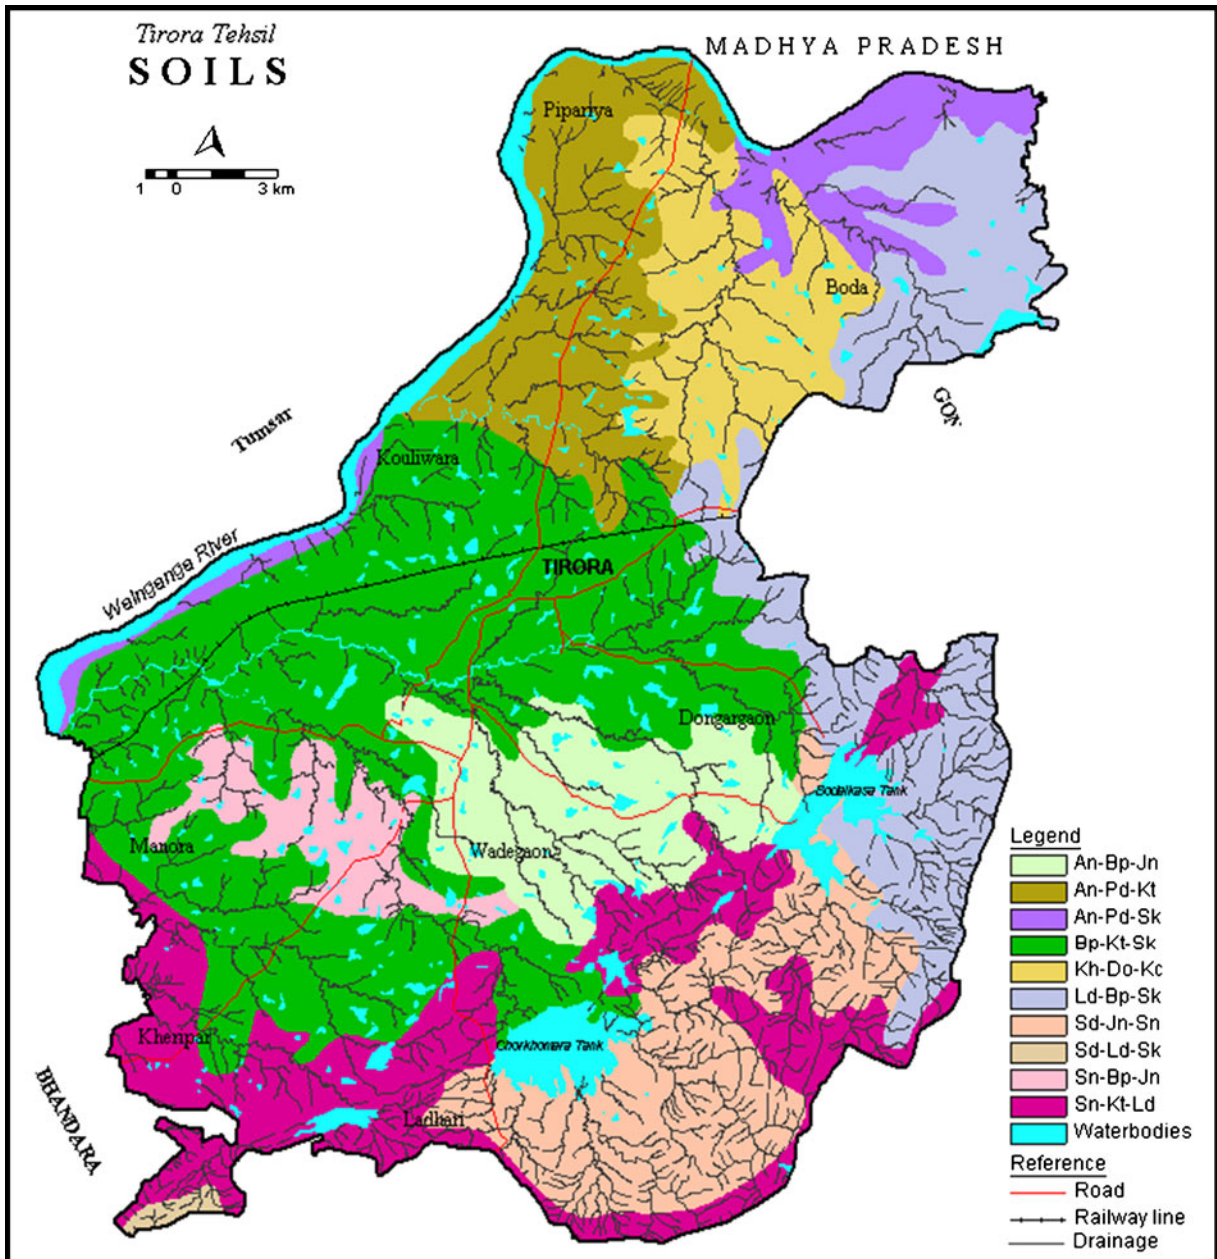 Tirora Tehsil
SOILS
MADHYA PRADESH
1 0 3 km
Pipariya
Boda
GON
Tumsar
Kouliwara
Wainganga River
TIRORA
Dongargaon
Bodalkasa Tank
Manora
Wadegaon
Kheripar
Chorkhamara Tank
Ladhari
BHANDARA
Legend
An-Bp-Jn
An-Pd-Kt
An-Pd-Sk
Bp-Kt-Sk
Kh-Do-Kc
Ld-Bp-Sk
Sd-Jn-Sn
Sd-Ld-Sk
Sn-Bp-Jn
Sn-Kt-Ld
Waterbodies
Reference
Road
Railway line
Drainage